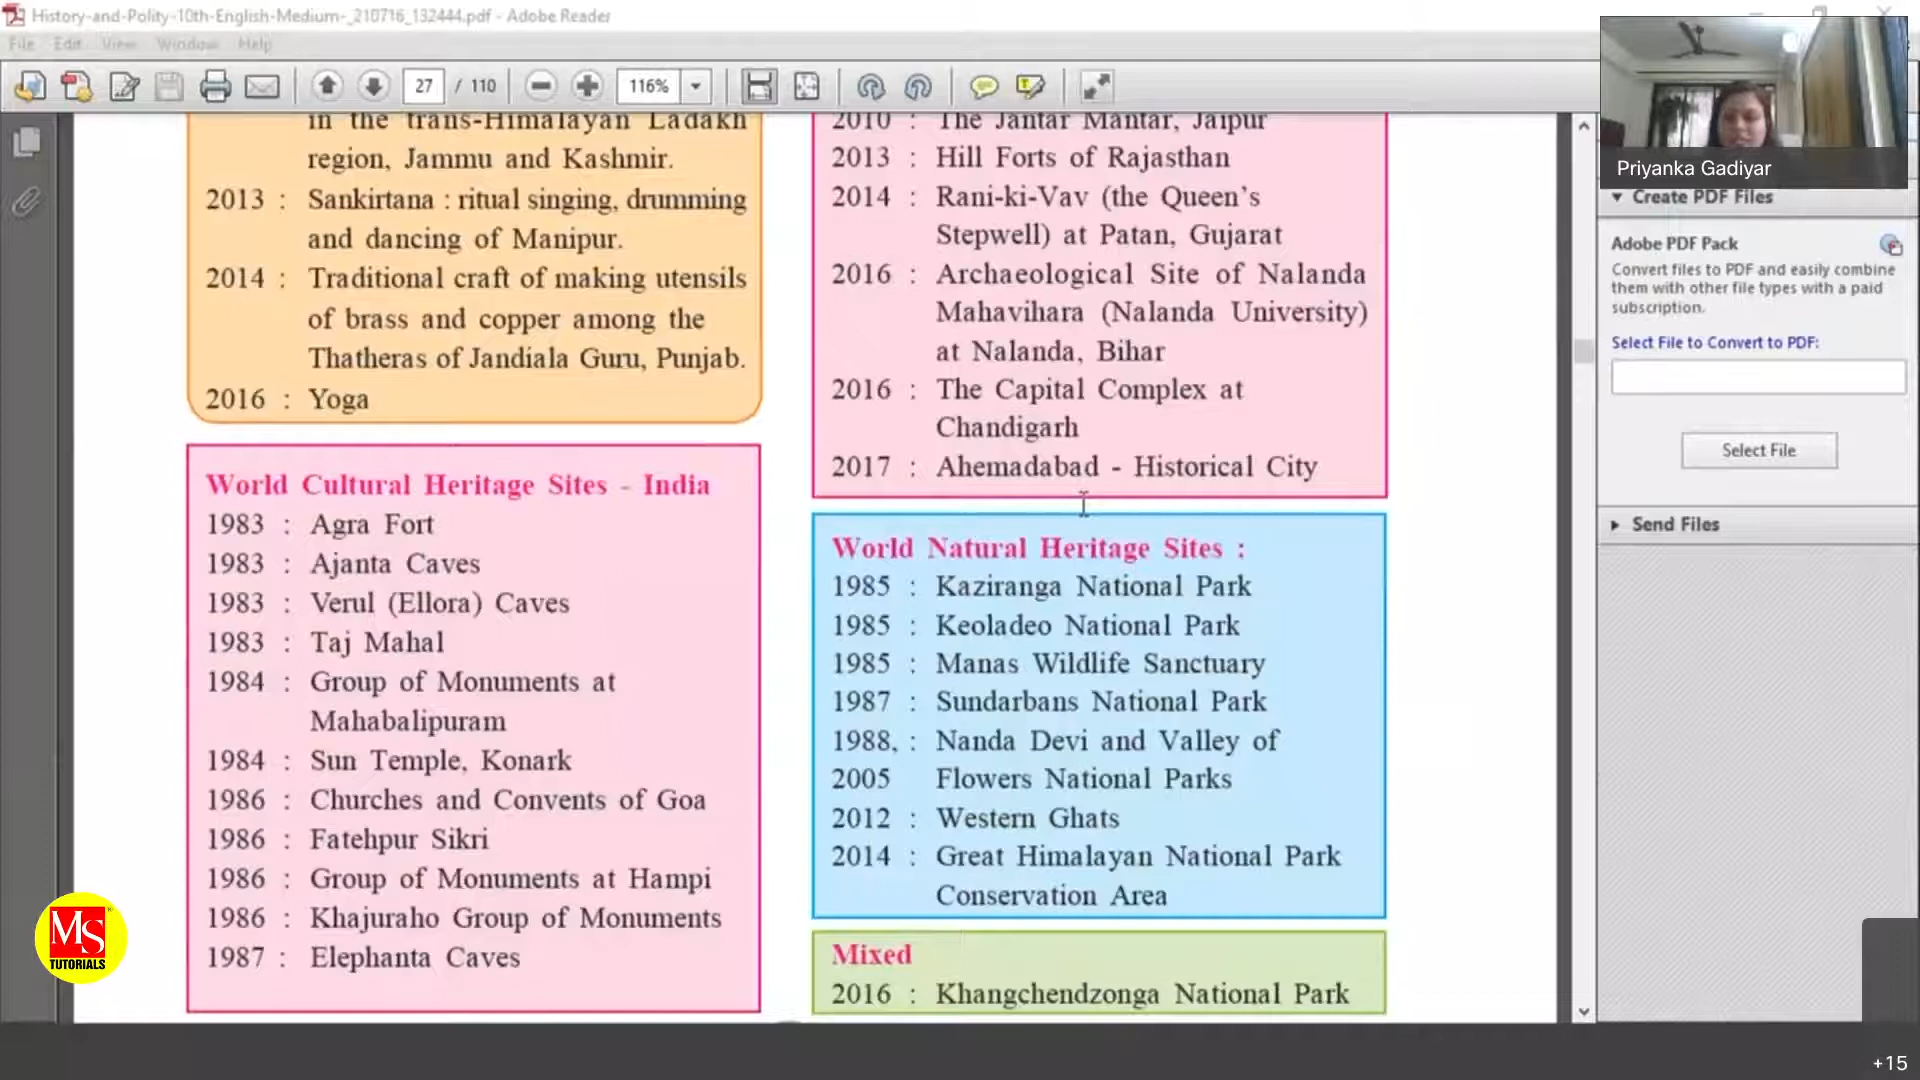 History-and-Polity-10th-English-Medium-_210716_132444.pdf - Adobe Reader
File Edit View Window Help
27 / 110 116%
in the trans-Himalayan Ladakh
region, Jammu and Kashmir.
2013 : Sankirtana : ritual singing, drumming
and dancing of Manipur.
2014 : Traditional craft of making utensils
of brass and copper among the
Thatheras of Jandiala Guru, Punjab.
2016 : Yoga
World Cultural Heritage Sites - India
1983 : Agra Fort
1983 : Ajanta Caves
1983 : Verul (Ellora) Caves
1983 : Taj Mahal
1984 : Group of Monuments at
Mahabalipuram
1984 : Sun Temple, Konark
1986 : Churches and Convents of Goa
1986 : Fatehpur Sikri
1986 : Group of Monuments at Hampi
1986 : Khajuraho Group of Monuments
1987 : Elephanta Caves
2010 : The Jantar Mantar, Jaipur
2013 : Hill Forts of Rajasthan
2014 : Rani-ki-Vav (the Queen's
Stepwell) at Patan, Gujarat
2016 : Archaeological Site of Nalanda
Mahavihara (Nalanda University)
at Nalanda, Bihar
2016 : The Capital Complex at
Chandigarh
2017 : Ahemadabad - Historical City
World Natural Heritage Sites :
1985 : Kaziranga National Park
1985 : Keoladeo National Park
1985 : Manas Wildlife Sanctuary
1987 : Sundarbans National Park
1988, : Nanda Devi and Valley of
2005 Flowers National Parks
2012 : Western Ghats
2014 : Great Himalayan National Park
Conservation Area
Mixed
2016 : Khangchendzonga National Park
Priyanka Gadiyar
Create PDF Files
Adobe PDF Pack
Convert files to PDF and easily combine
them with other file types with a paid
subscription.
Select File to Convert to PDF:
Select File
Send Files
MS
TUTORIALS
+15